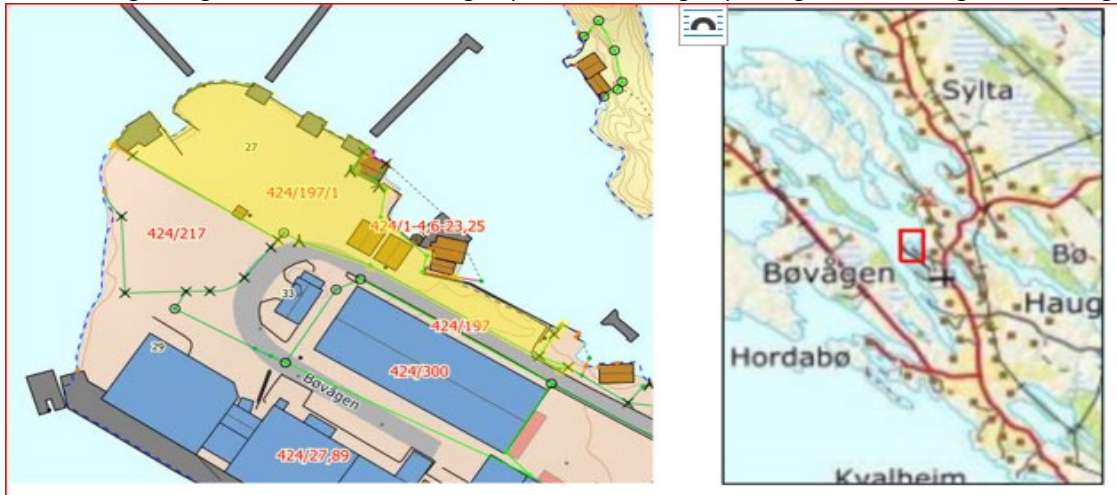 27
424/197/1
424/217
424/1-4,6-23,25
33
424/197
29
424/300
Bøvågen
424/27,89
Sylta
Bøvågen
Bø
Haug
Hordabø
Kvalheim